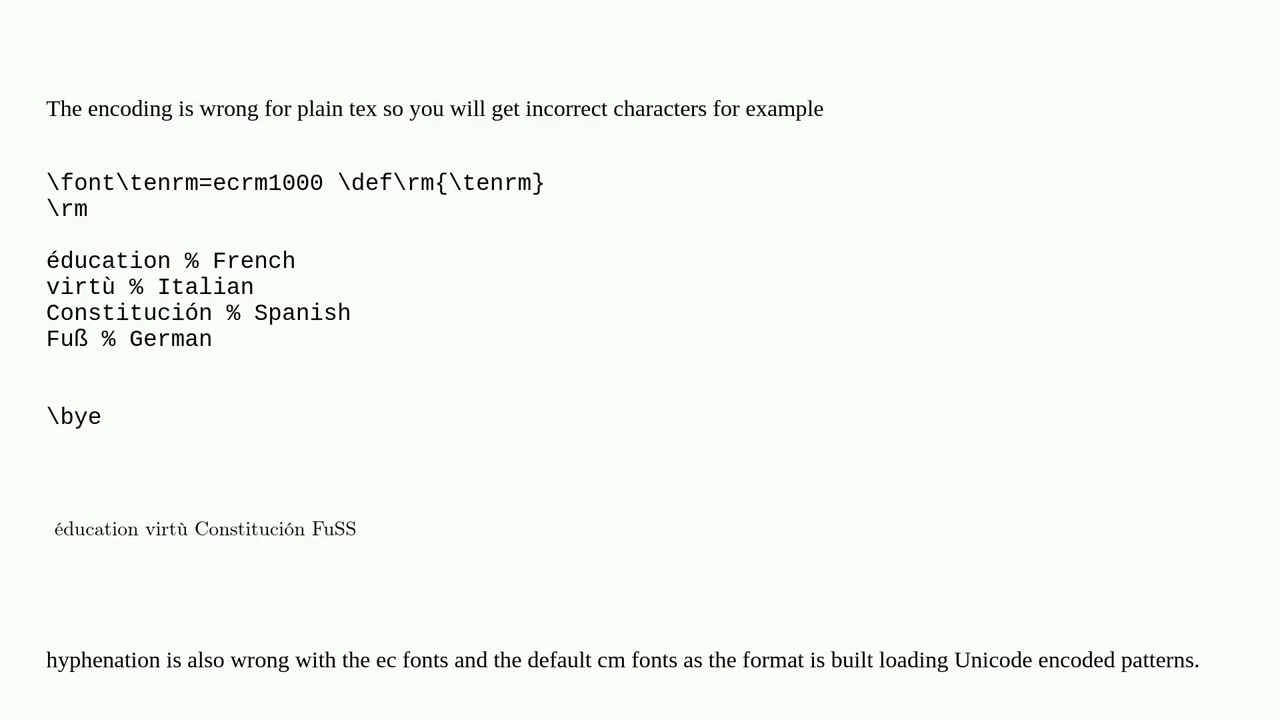 The encoding is wrong for plain tex so you will get incorrect characters for example
\font\tenrm=ecrm1000 \def\rm{\tenrm}
\rm
éducation % French
virtù % Italian
Constitución % Spanish
Fuß % German
\bye
éducation virtù Constitución FuSS
hyphenation is also wrong with the ec fonts and the default cm fonts as the format is built loading Unicode encoded patterns.